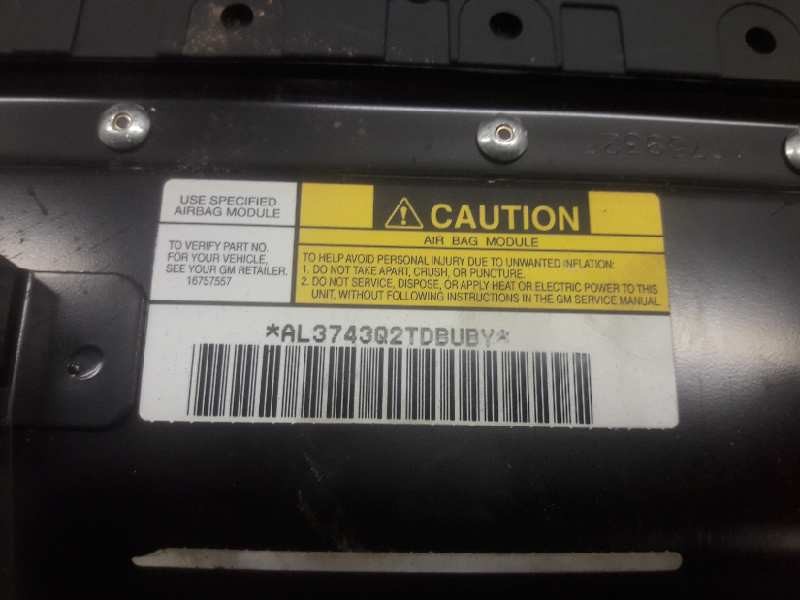 USE SPECIFIED
AIRBAG MODULE
TO VERIFY PART NO.
FOR YOUR VEHICLE,
SEE YOUR GM RETAILER.
16757557
CAUTION
AIR BAG MODULE
TO HELP AVOID PERSONAL INJURY DUE TO UNWANTED INFLATION:
1. DO NOT TAKE APART, CRUSH, OR PUNCTURE.
2. DO NOT SERVICE, DISPOSE, OR APPLY HEAT OR ELECTRIC POWER TO THIS
UNIT, WITHOUT FOLLOWING INSTRUCTIONS IN THE GM SERVICE MANUAL.
*AL3743Q2TDBUBY*